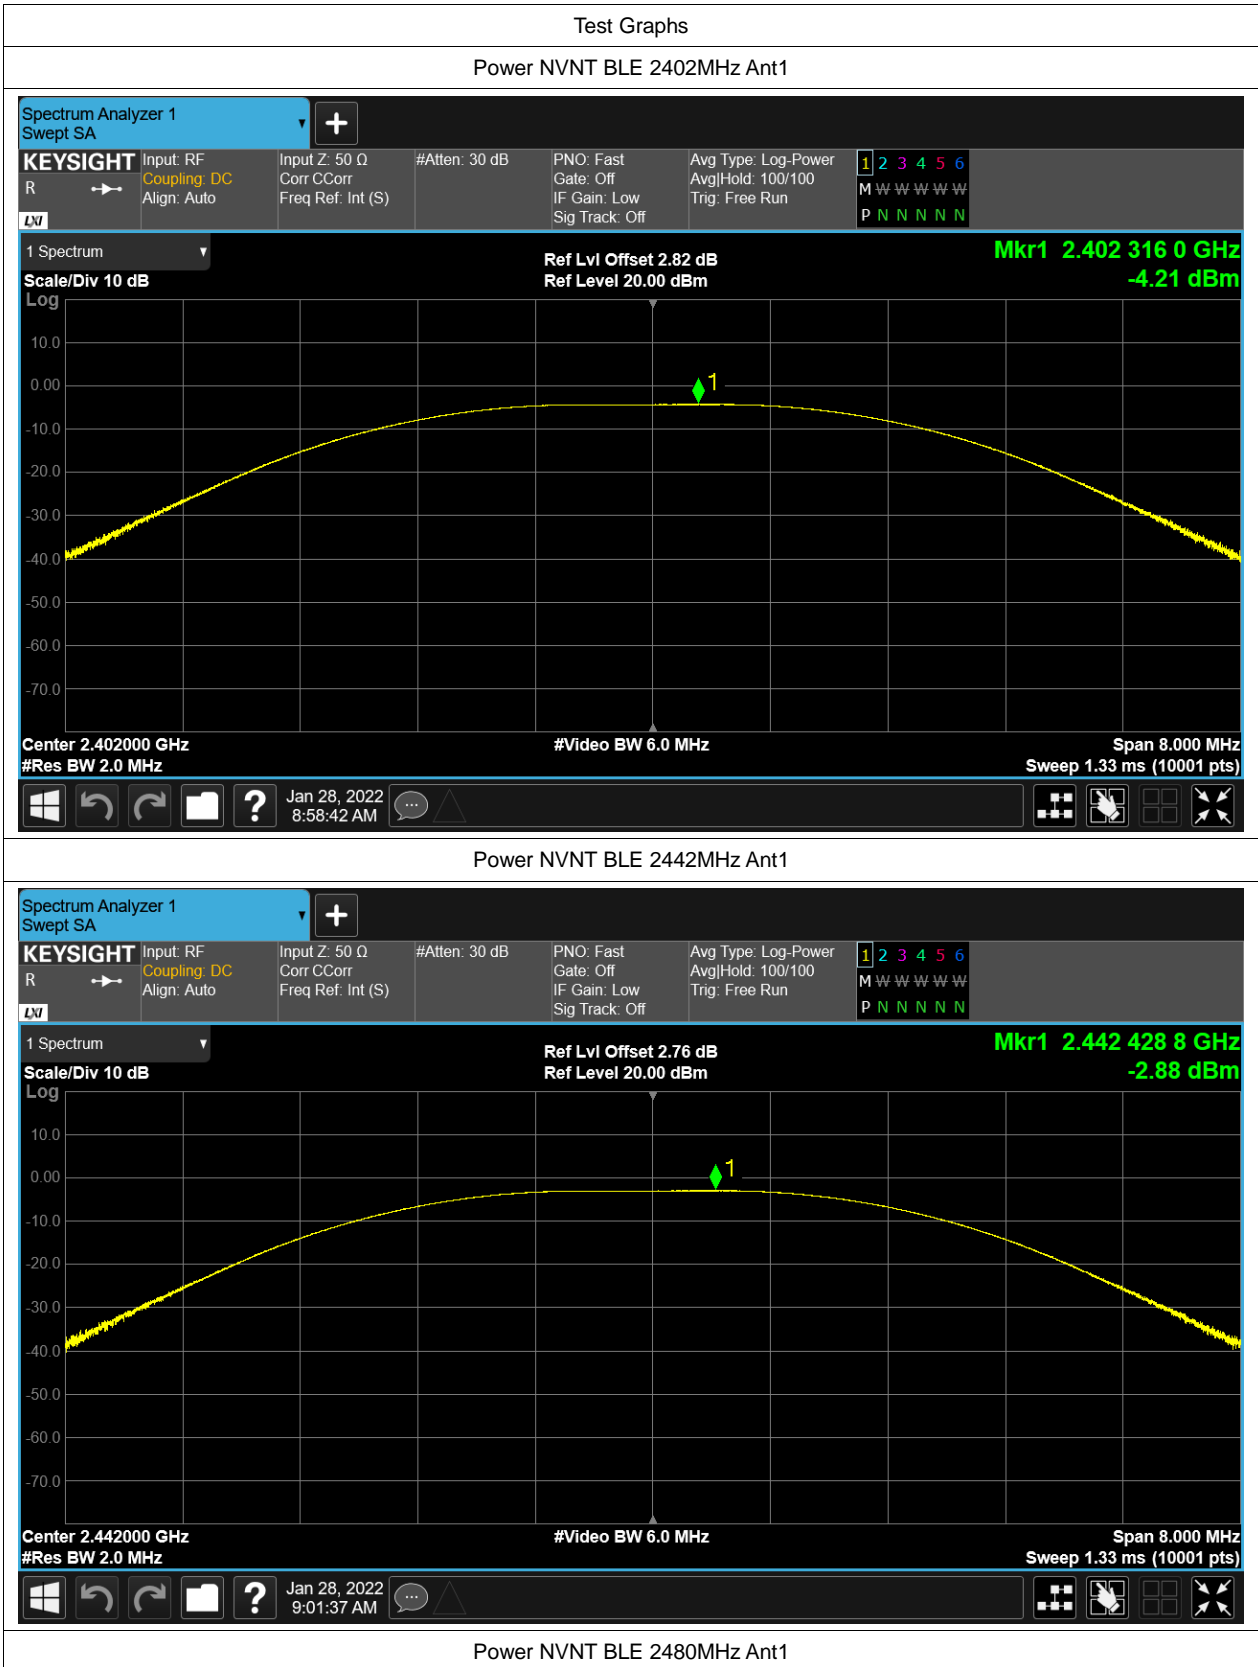 Test Graphs
Power NVNT BLE 2402MHz Ant1
Spectrum Analyzer 1
Swept SA
KEYSIGHT
R
LXI
Input: RF
Coupling: DC
Align: Auto
Input Z: 50 Ω
Corr CCorr
Freq Ref: Int (S)
#Atten: 30 dB
PNO: Fast
Gate: Off
IF Gain: Low
Sig Track: Off
Avg Type: Log-Power
Avg|Hold: 100/100
Trig: Free Run
1 2 3 4 5 6
M W W W W W
P N N N N N
1 Spectrum
Scale/Div 10 dB
Ref Lvl Offset 2.82 dB
Ref Level 20.00 dBm
Mkr1 2.402 316 0 GHz
-4.21 dBm
Log
10.0
0.00
-10.0
-20.0
-30.0
-40.0
-50.0
-60.0
-70.0
1
Center 2.402000 GHz
#Res BW 2.0 MHz
#Video BW 6.0 MHz
Span 8.000 MHz
Sweep 1.33 ms (10001 pts)
?
Jan 28, 2022
8:58:42 AM
Power NVNT BLE 2442MHz Ant1
Spectrum Analyzer 1
Swept SA
KEYSIGHT
R
LXI
Input: RF
Coupling: DC
Align: Auto
Input Z: 50 Ω
Corr CCorr
Freq Ref: Int (S)
#Atten: 30 dB
PNO: Fast
Gate: Off
IF Gain: Low
Sig Track: Off
Avg Type: Log-Power
Avg|Hold: 100/100
Trig: Free Run
1 2 3 4 5 6
M W W W W W
P N N N N N
1 Spectrum
Scale/Div 10 dB
Ref Lvl Offset 2.76 dB
Ref Level 20.00 dBm
Mkr1 2.442 428 8 GHz
-2.88 dBm
Log
10.0
0.00
-10.0
-20.0
-30.0
-40.0
-50.0
-60.0
-70.0
1
Center 2.442000 GHz
#Res BW 2.0 MHz
#Video BW 6.0 MHz
Span 8.000 MHz
Sweep 1.33 ms (10001 pts)
?
Jan 28, 2022
9:01:37 AM
Power NVNT BLE 2480MHz Ant1